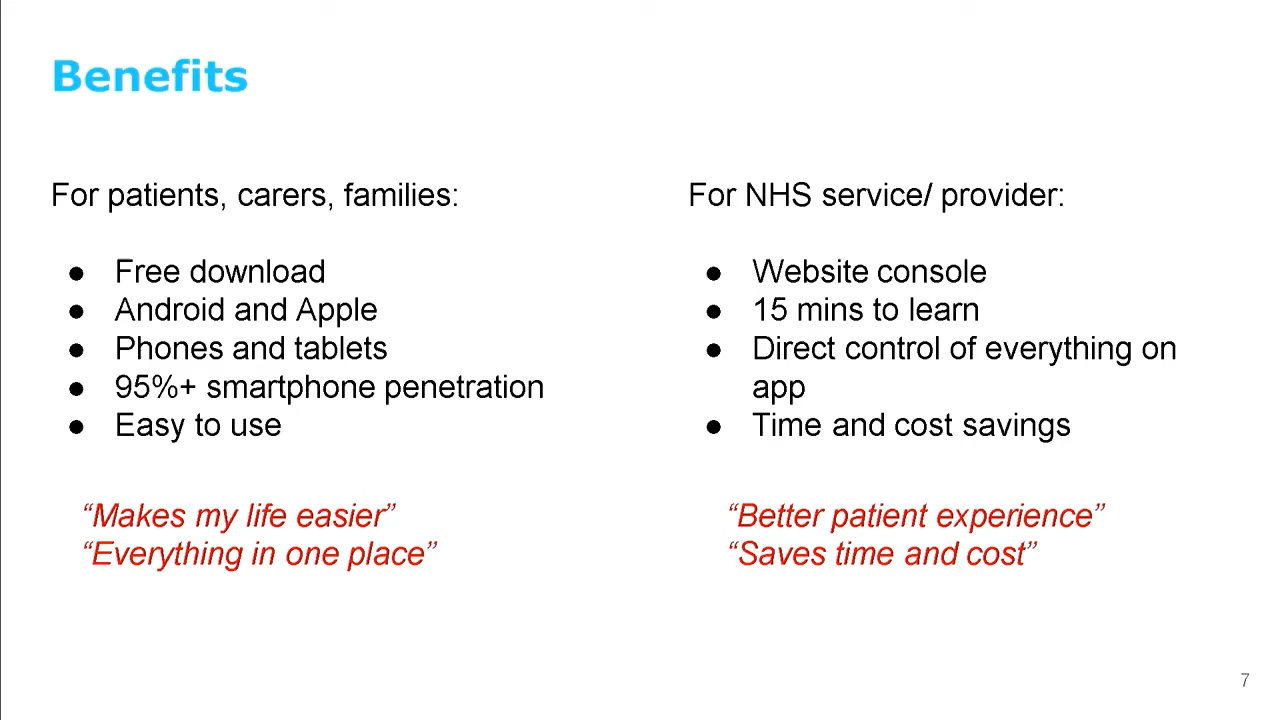 Benefits
For patients, carers, families:
● Free download
● Android and Apple
● Phones and tablets
● 95%+ smartphone penetration
● Easy to use
“Makes my life easier”
“Everything in one place”
For NHS service/ provider:
● Website console
● 15 mins to learn
● Direct control of everything on
app
● Time and cost savings
“Better patient experience”
“Saves time and cost”
7